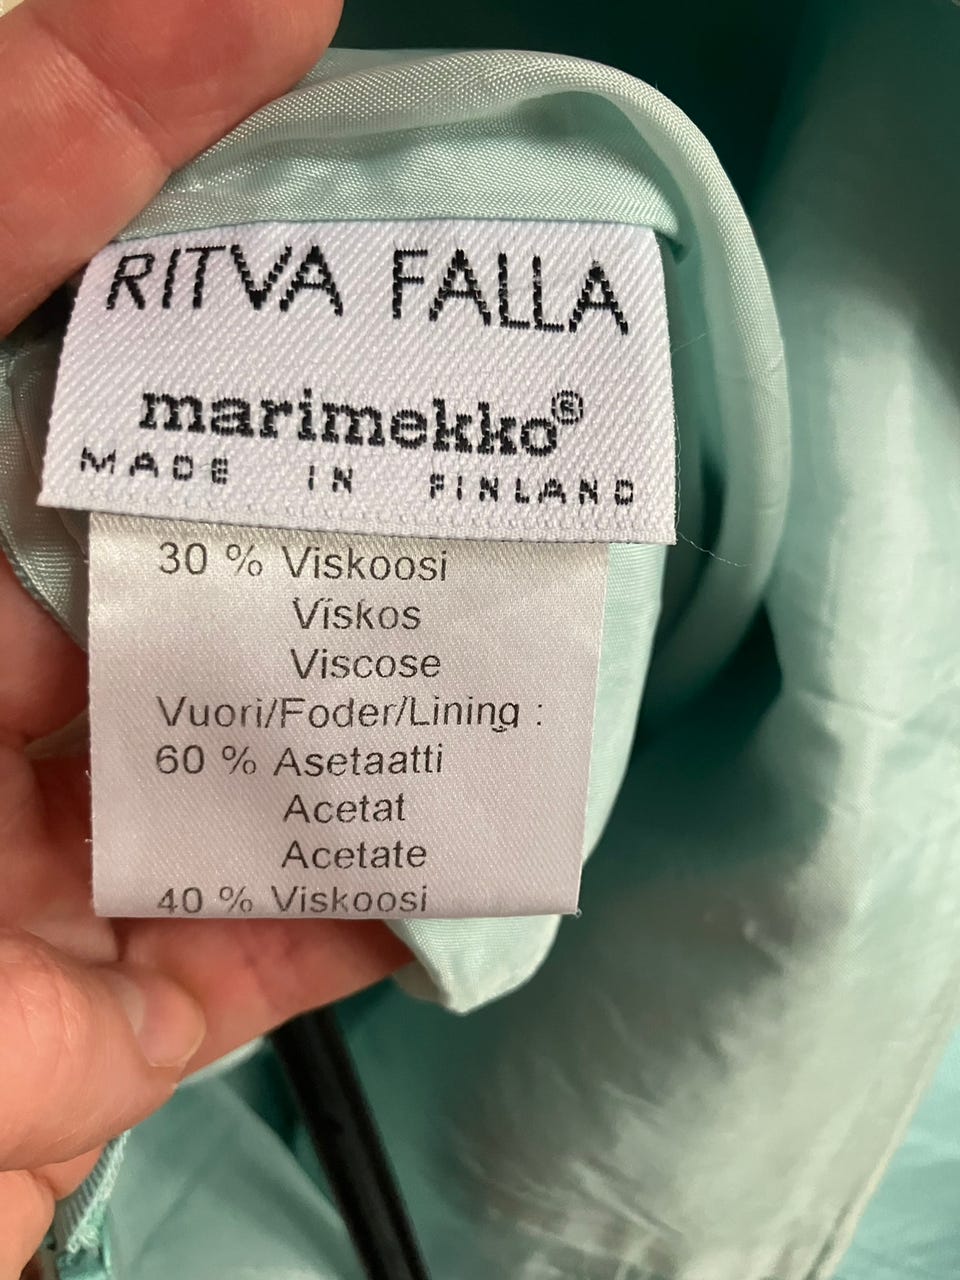 RITVA FALLA
marimekko®
MADE IN FINLAND
30 % Viskoosi
Viskos
Viscose
Vuori/Foder/Lining :
60 % Asetaatti
Acetat
Acetate
40 % Viskoosi